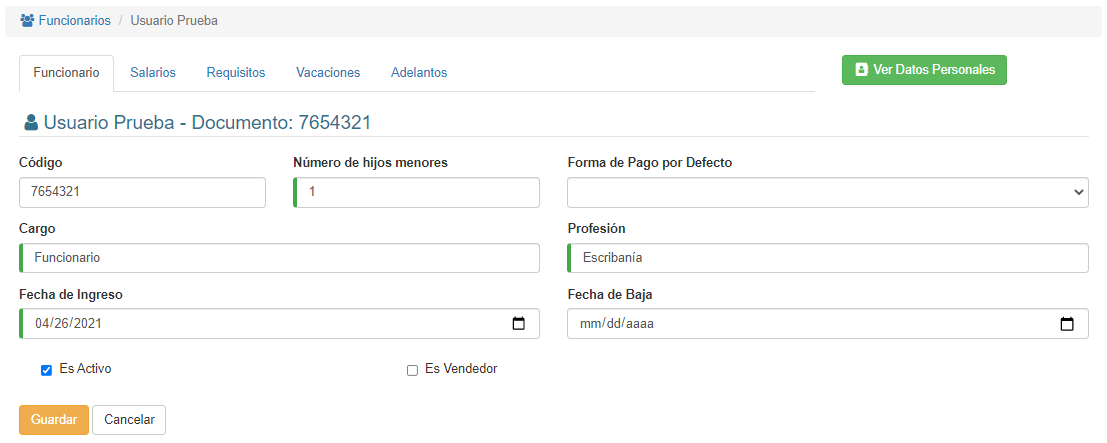 Funcionarios / Usuario Prueba
Funcionario Salarios Requisitos Vacaciones Adelantos Ver Datos Personales
Usuario Prueba - Documento: 7654321
Código Número de hijos menores Forma de Pago por Defecto
7654321 1
Cargo Profesión
Funcionario Escribanía
Fecha de Ingreso Fecha de Baja
04/26/2021 mm/dd/aaaa
Es Activo Es Vendedor
Guardar Cancelar